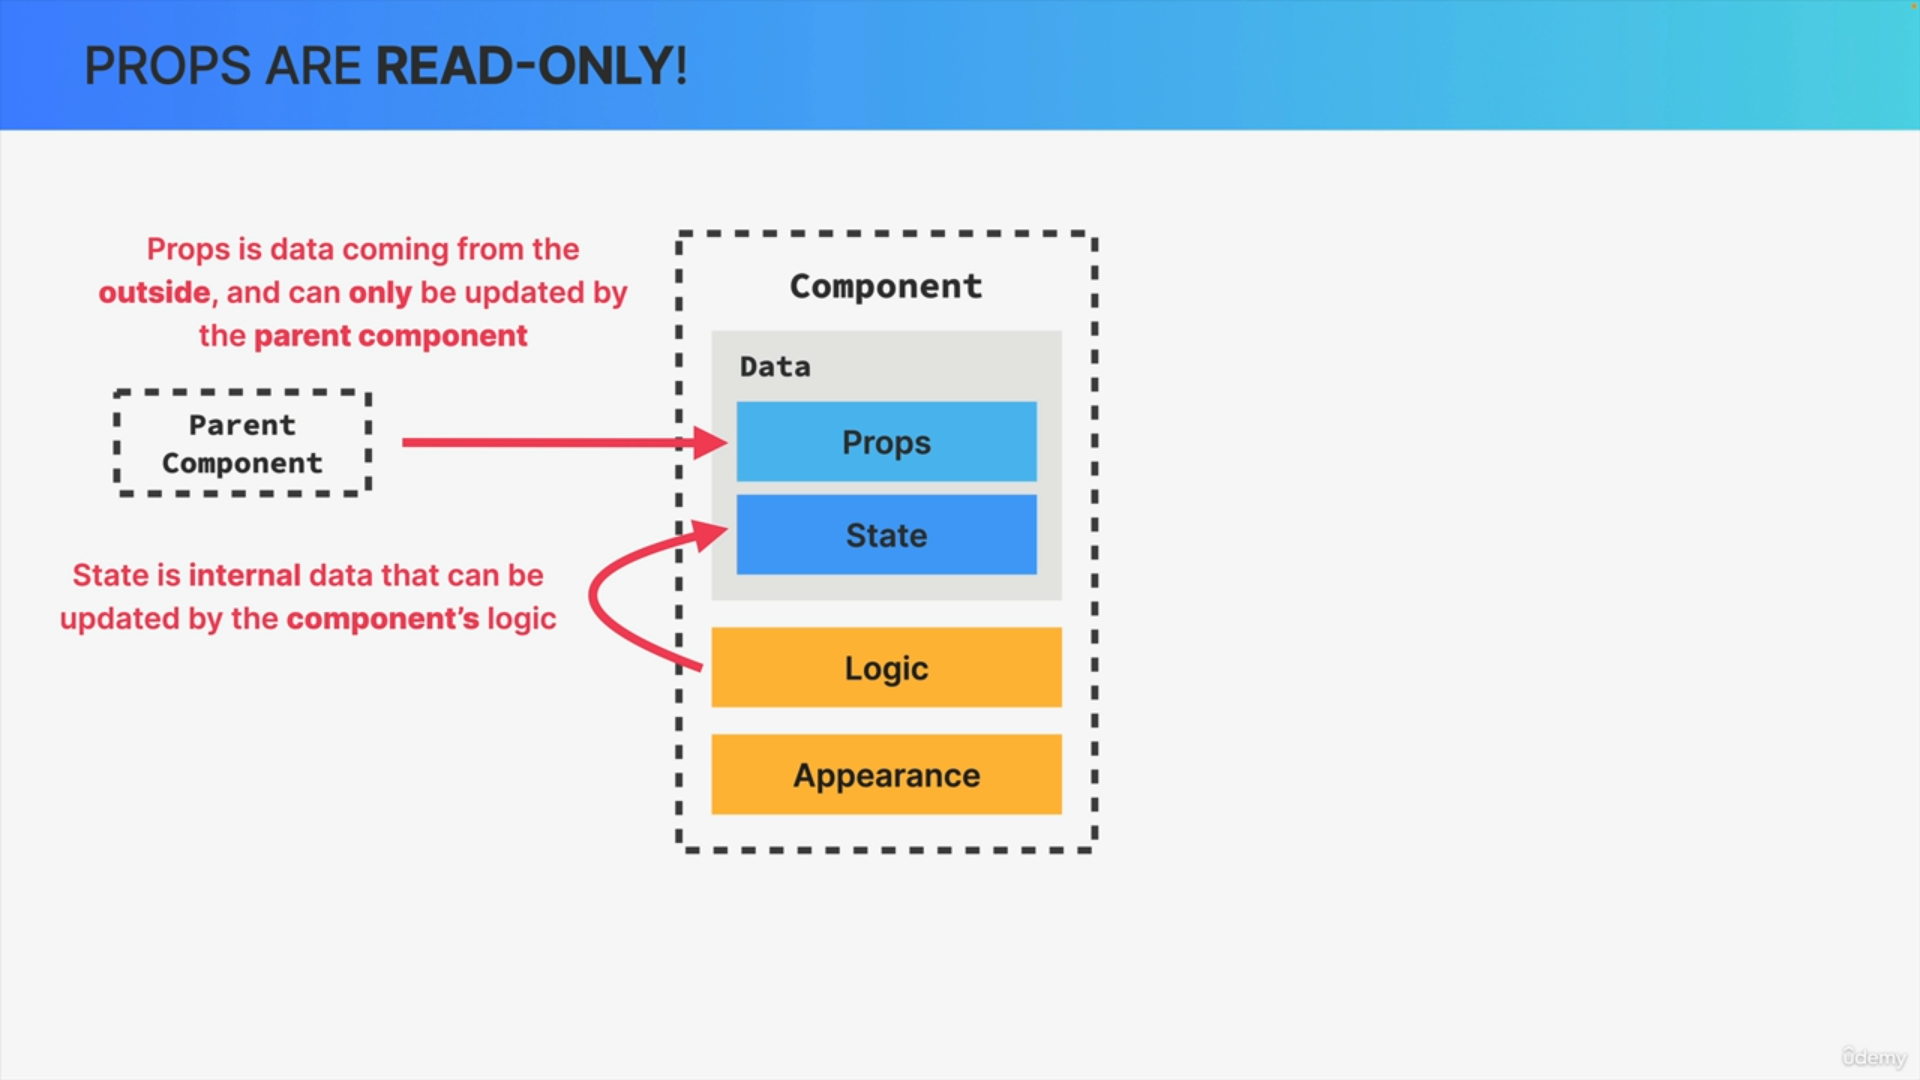 PROPS ARE READ-ONLY!
Props is data coming from the
outside, and can only be updated by
the parent component
Parent
Component
State is internal data that can be
updated by the component’s logic
Component
Data
Props
State
Logic
Appearance
ûdemy